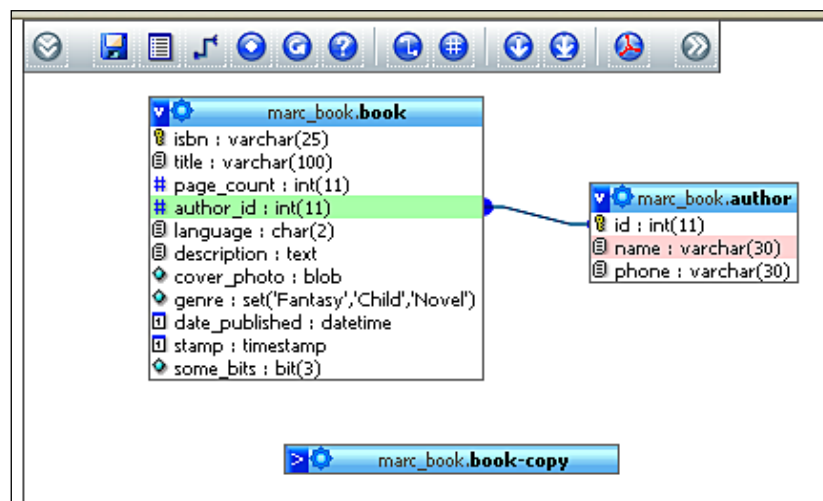 marc_book.book
isbn : varchar(25)
title : varchar(100)
page_count : int(11)
author_id : int(11)
language : char(2)
description : text
cover_photo : blob
genre : set('Fantasy','Child','Novel')
date_published : datetime
stamp : timestamp
some_bits : bit(3)
marc_book.author
id : int(11)
name : varchar(30)
phone : varchar(30)
marc_book.book-copy